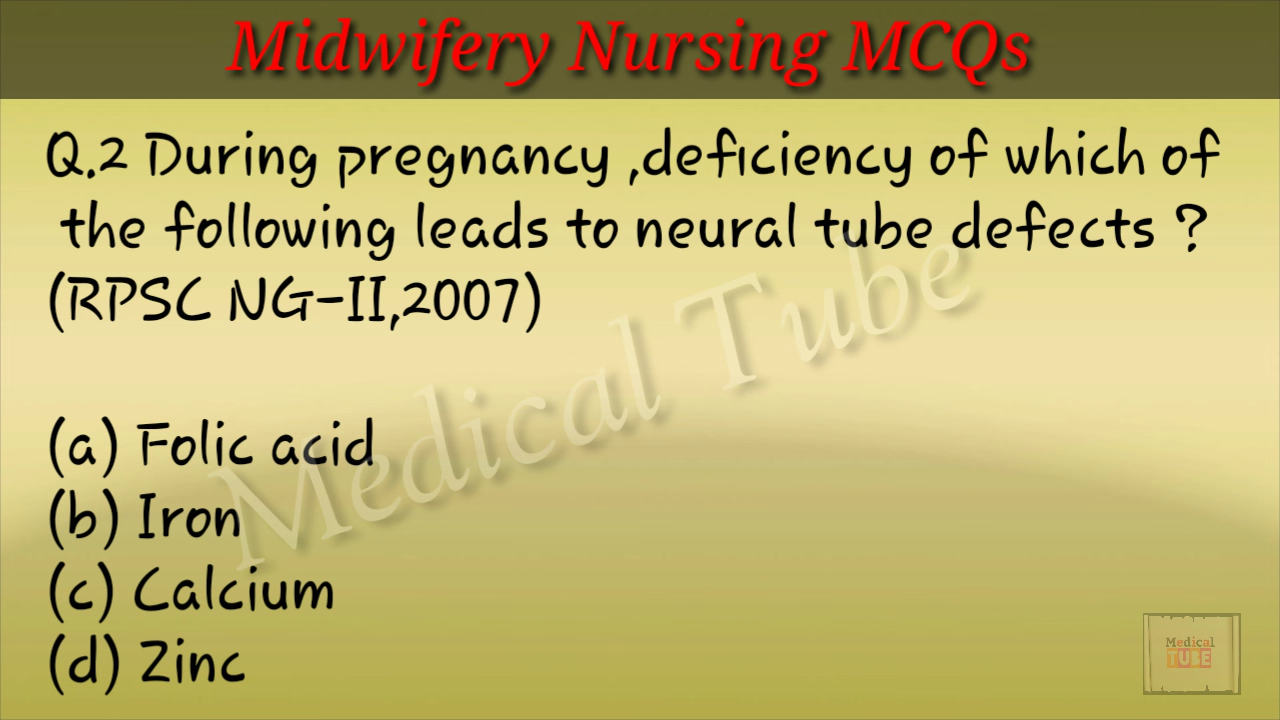 Midwifery Nursing MCQs
Q.2 During pregnancy ,deficiency of which of
the following leads to neural tube defects ?
(RPSC NG-II,2007)
Medical Tube
(a) Folic acid
(b) Iron
(c) Calcium
(d) Zinc
Medical
TUBE